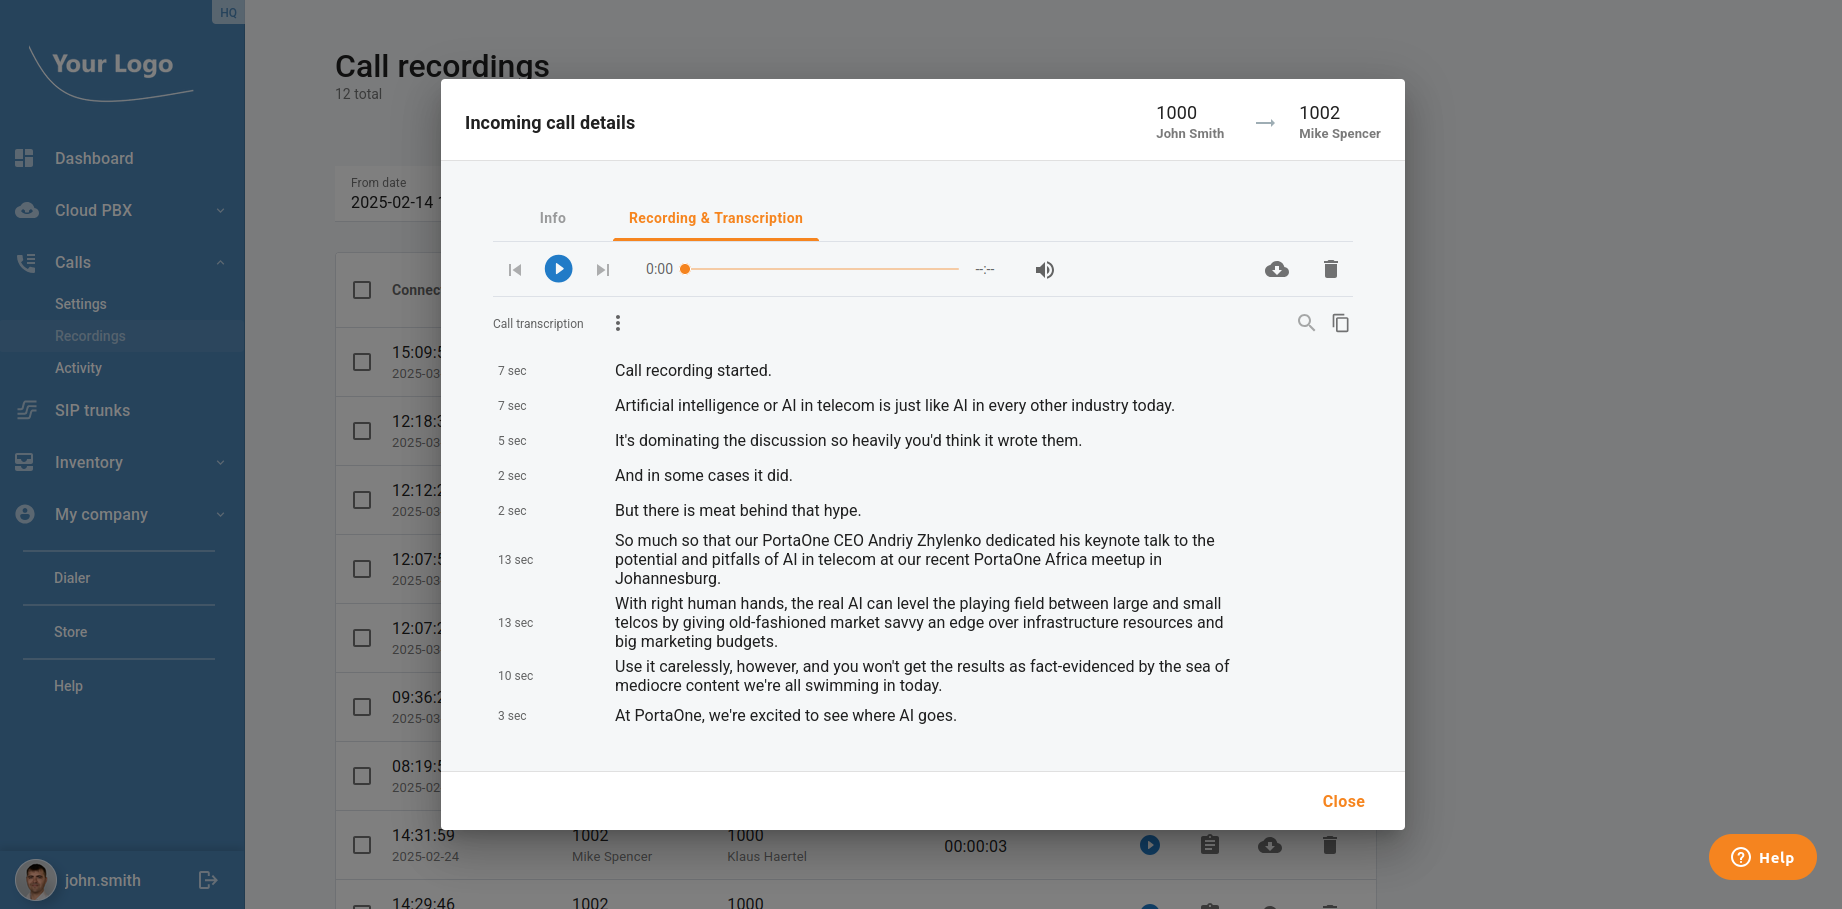 HQ
Your Logo
Dashboard
Cloud PBX
Calls
Settings
Recordings
Activity
SIP trunks
Inventory
My company
Dialer
Store
Help
john.smith
Call recordings
12 total
From date
2025-02-14
Connec
15:09:5
2025-03
12:18:3
2025-03
12:12:2
2025-03
12:07:5
2025-03
12:07:2
2025-03
09:36:2
2025-03
08:19:5
2025-02
14:31:59 1002 1000 00:00:03
2025-02-24 Mike Spencer Klaus Haertel
14:29:46 1002 1000
Incoming call details
1000 1002
John Smith Mike Spencer
Info Recording & Transcription
0:00 --:--
Call transcription
7 sec Call recording started.
7 sec Artificial intelligence or AI in telecom is just like AI in every other industry today.
5 sec It's dominating the discussion so heavily you'd think it wrote them.
2 sec And in some cases it did.
2 sec But there is meat behind that hype.
So much so that our PortaOne CEO Andriy Zhylenko dedicated his keynote talk to the
13 sec potential and pitfalls of AI in telecom at our recent PortaOne Africa meetup in
Johannesburg.
With right human hands, the real AI can level the playing field between large and small
13 sec telcos by giving old-fashioned market savvy an edge over infrastructure resources and
big marketing budgets.
10 sec Use it carelessly, however, and you won't get the results as fact-evidenced by the sea of
mediocre content we're all swimming in today.
3 sec At PortaOne, we're excited to see where AI goes.
Close
Help